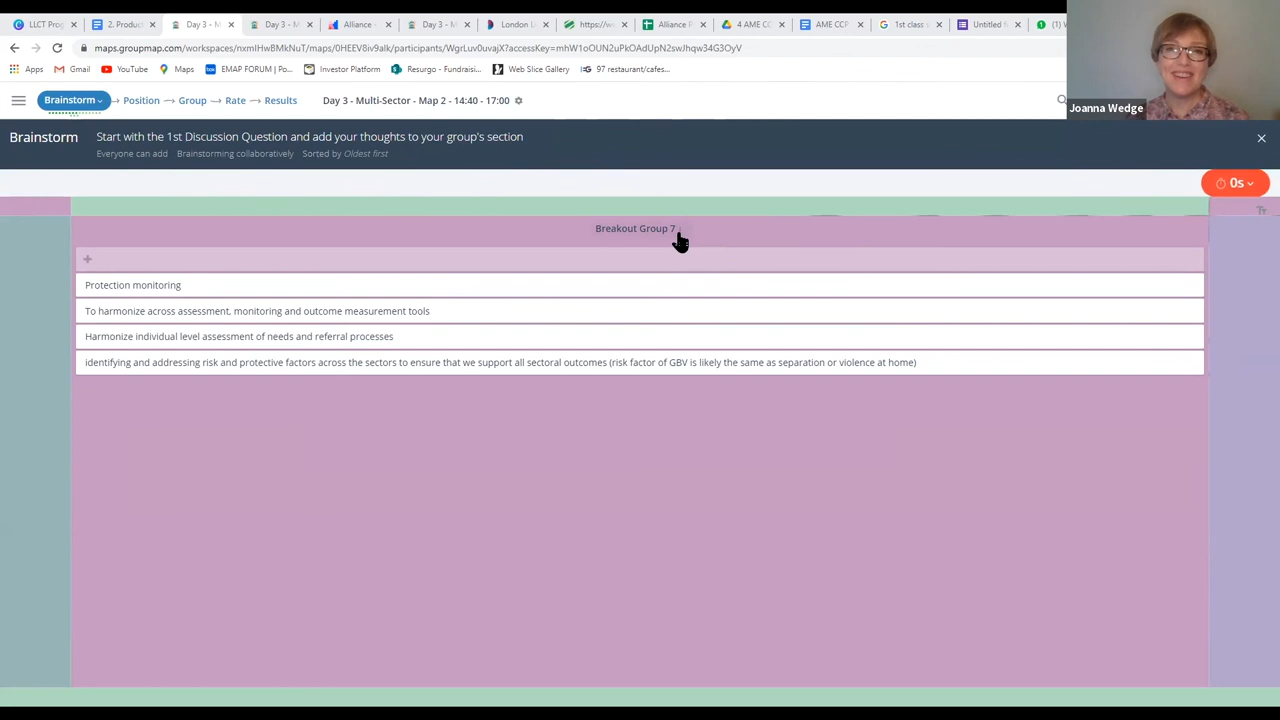 LLCT Prog
2. Product
Day 3 - M
Day 3 - M
Alliance
Day 3 - M
London L
https://we
Alliance P
4 AME CC
AME CCP
1st class s
Untitled f
maps.groupmap.com/workspaces/nxmIHwBMkNuT/maps/0HEEV8iv9alk/participants/WgrLuv0uvajX?accessKey=mhW1oOUN2uPkOAdUpN2swJhqw34G3OyV
Apps
Gmail
YouTube
Maps
EMAP FORUM | Po...
Investor Platform
Resurgo - Fundraisi...
Web Slice Gallery
97 restaurant/cafes...
Joanna Wedge
Brainstorm
Position
Group
Rate
Results
Day 3 - Multi-Sector - Map 2 - 14:40 - 17:00
Brainstorm
Start with the 1st Discussion Question and add your thoughts to your group's section
Everyone can add Brainstorming collaboratively Sorted by Oldest first
0s
Breakout Group 7
Protection monitoring
To harmonize across assessment, monitoring and outcome measurement tools
Harmonize individual level assessment of needs and referral processes
identifying and addressing risk and protective factors across the sectors to ensure that we support all sectoral outcomes (risk factor of GBV is likely the same as separation or violence at home)